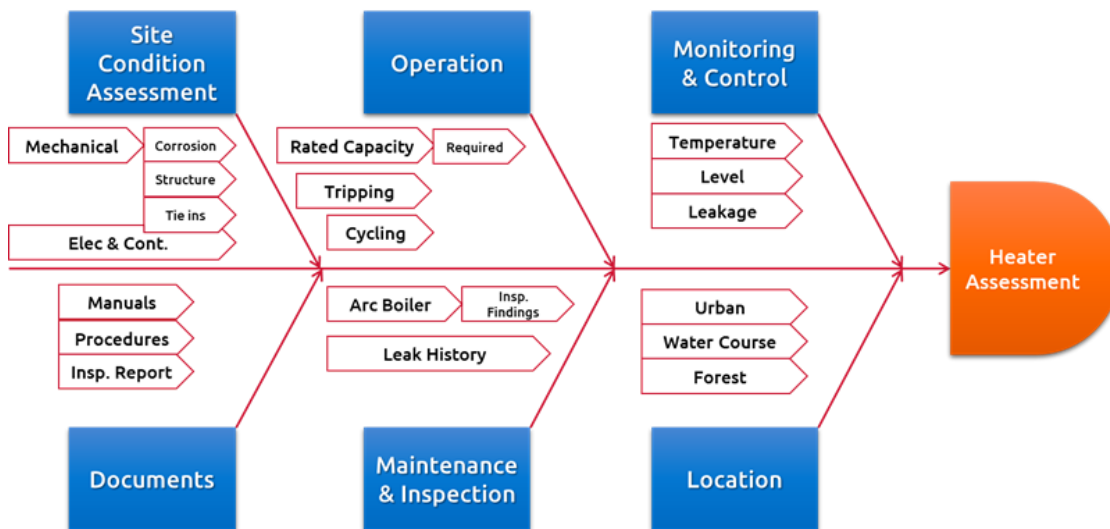 Site
Condition
Assessment
Operation
Monitoring
& Control
Mechanical
Corrosion
Structure
Tie ins
Elec & Cont.
Rated Capacity
Required
Tripping
Cycling
Temperature
Level
Leakage
Heater
Assessment
Manuals
Procedures
Insp. Report
Arc Boiler
Insp.
Findings
Leak History
Urban
Water Course
Forest
Documents
Maintenance
& Inspection
Location